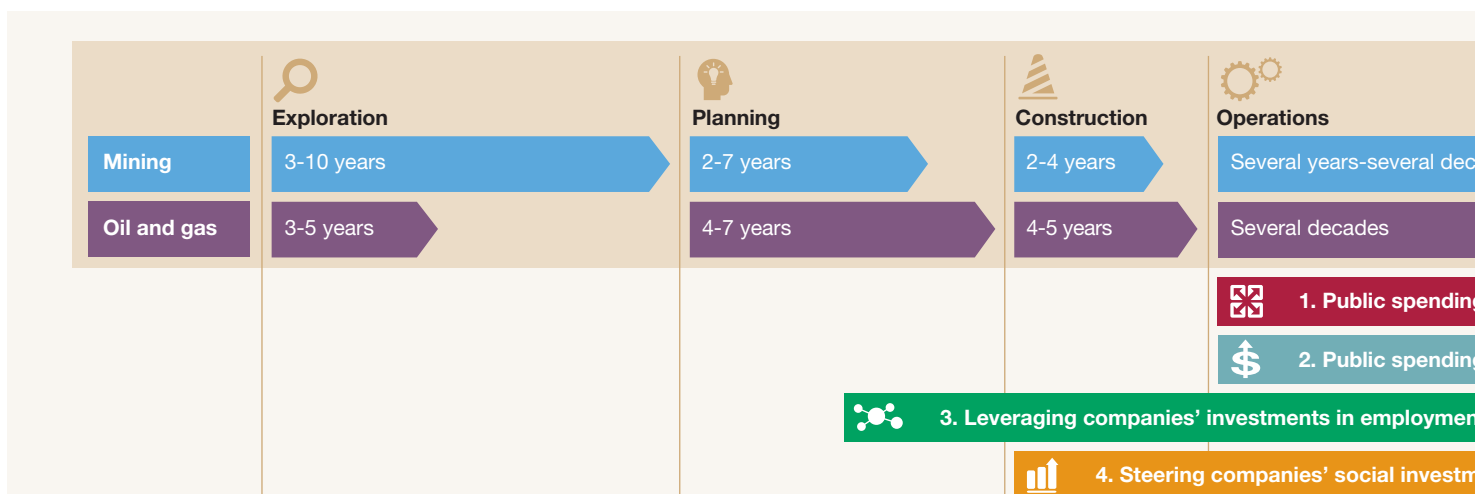 Exploration
Planning
Construction
Operations
Mining
3-10 years
2-7 years
2-4 years
Several years-several dec
Oil and gas
3-5 years
4-7 years
4-5 years
Several decades
1. Public spending
2. Public spending
3. Leveraging companies’ investments in employmen
4. Steering companies’ social investm